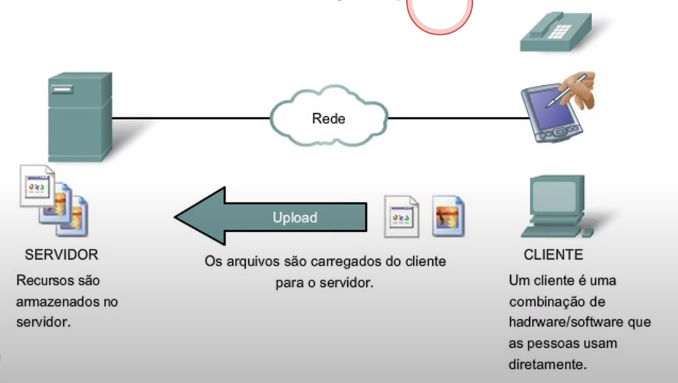 Rede
Upload
Os arquivos são carregados do cliente
para o servidor.
SERVIDOR
Recursos são
armazenados no
servidor.
CLIENTE
Um cliente é uma
combinação de
hadrware/software que
as pessoas usam
diretamente.